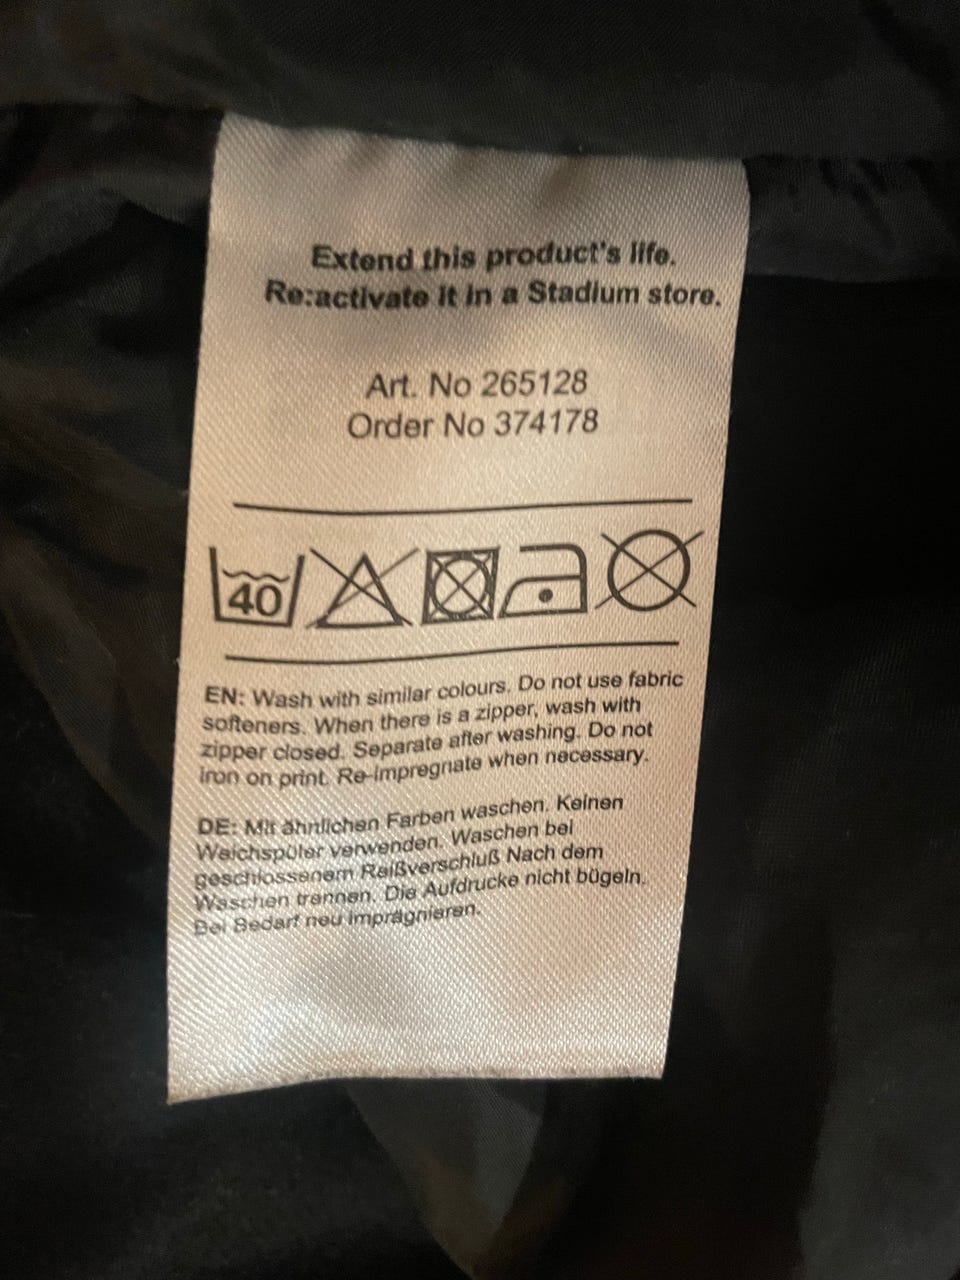 Extend this product's life.
Re:activate it in a Stadium store.
Art. No 265128
Order No 374178
40
EN: Wash with similar colours. Do not use fabric
softeners. When there is a zipper, wash with
zipper closed. Separate after washing. Do not
iron on print. Re-impregnate when necessary.
DE: Mit ähnlichen Farben waschen. Keinen
Weichspüler verwenden. Waschen bei
geschlossenem Reißverschluß Nach dem
Waschen trennen. Die Aufdrucke nicht bügeln.
Bei Bedarf neu imprägnieren.